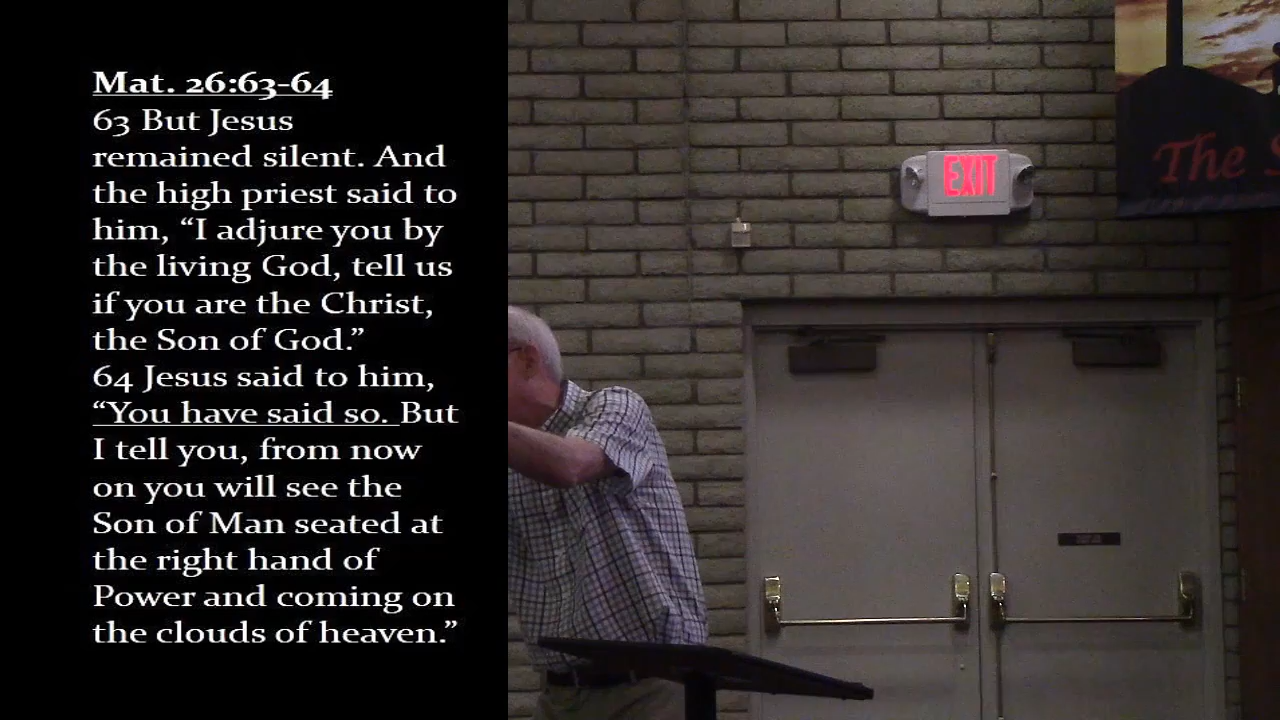 Mat. 26:63-64
63 But Jesus
remained silent. And
the high priest said to
him, “I adjure you by
the living God, tell us
if you are the Christ,
the Son of God.”
64 Jesus said to him,
“You have said so. But
I tell you, from now
on you will see the
Son of Man seated at
the right hand of
Power and coming on
the clouds of heaven.”
EXIT
The